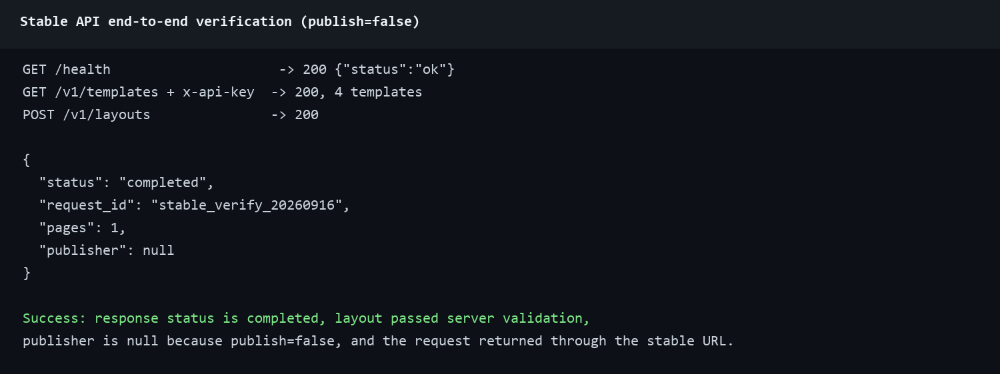 Stable API end-to-end verification (publish=false)
GET /health                     -> 200 {"status":"ok"}
GET /v1/templates + x-api-key  -> 200, 4 templates
POST /v1/layouts               -> 200
{
  "status": "completed",
  "request_id": "stable_verify_20260916",
  "pages": 1,
  "publisher": null
}
Success: response status is completed, layout passed server validation,
publisher is null because publish=false, and the request returned through the stable URL.